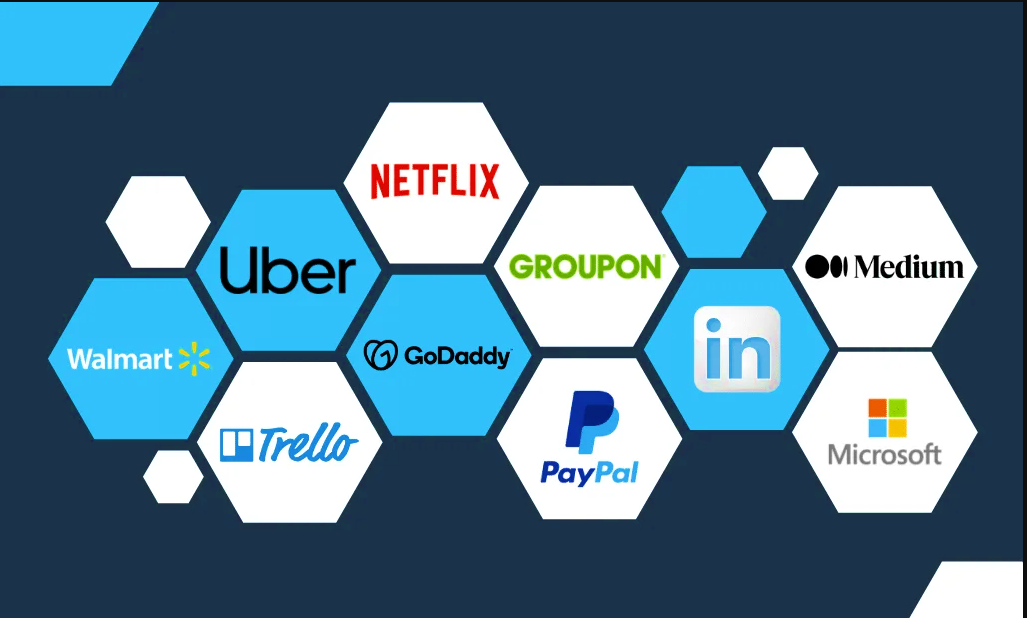 NETFLIX
Uber
GROUPON
Medium
Walmart
GoDaddy
in
Trello
PayPal
Microsoft